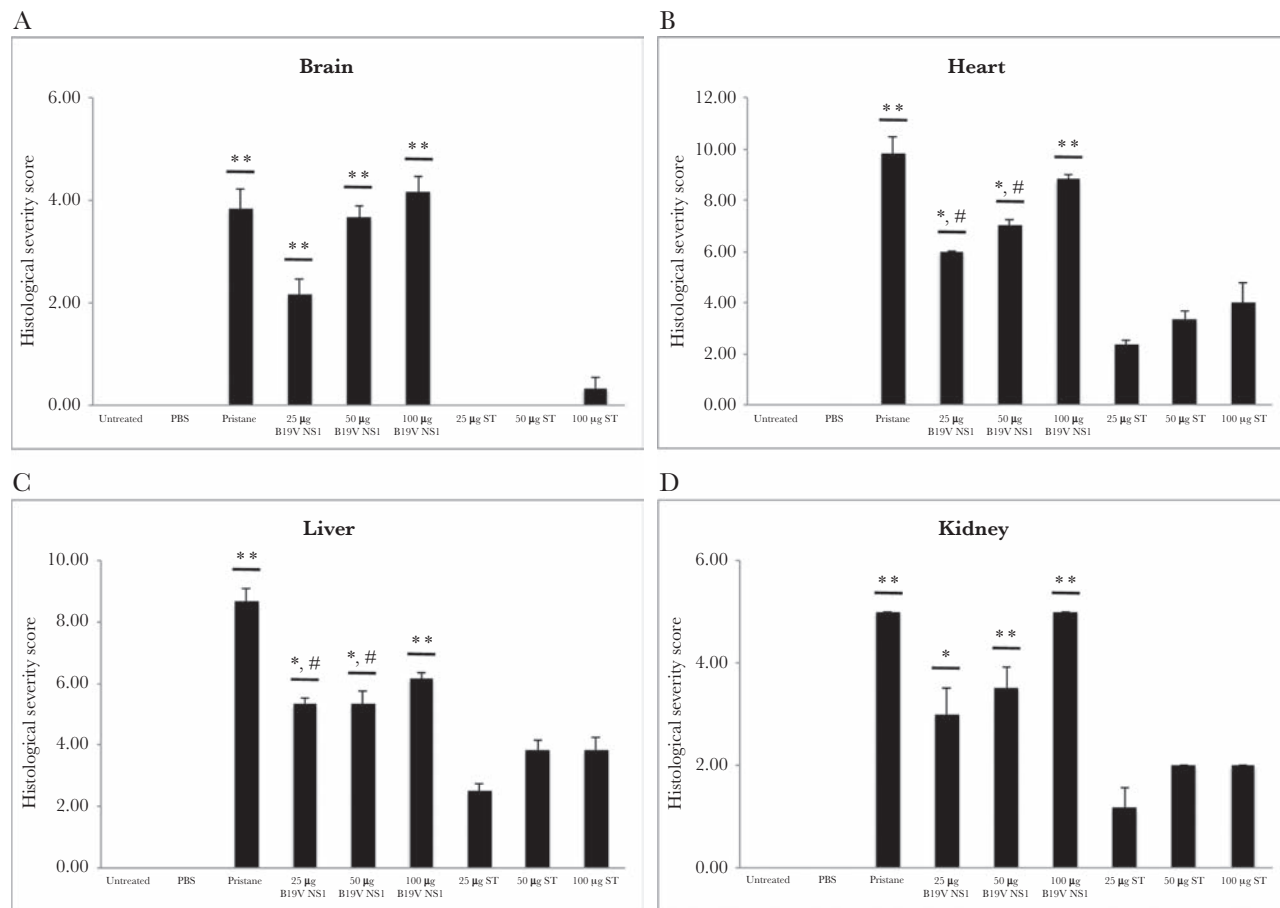 A
Brain
Histological severity score
6.00
4.00
2.00
0.00
**
**
**
**
Untreated PBS Pristane 25 µg B19V NS1 50 µg B19V NS1 100 µg B19V NS1 25 µg ST 50 µg ST 100 µg ST
B
Heart
Histological severity score
12.00
10.00
8.00
6.00
4.00
2.00
0.00
**
*, #
*, #
**
Untreated PBS Pristane 25 µg B19V NS1 50 µg B19V NS1 100 µg B19V NS1 25 µg ST 50 µg ST 100 µg ST
C
Liver
Histological severity score
10.00
8.00
6.00
4.00
2.00
0.00
**
*, #
*, #
**
Untreated PBS Pristane 25 µg B19V NS1 50 µg B19V NS1 100 µg B19V NS1 25 µg ST 50 µg ST 100 µg ST
D
Kidney
Histological severity score
6.00
4.00
2.00
0.00
**
*
**
**
Untreated PBS Pristane 25 µg B19V NS1 50 µg B19V NS1 100 µg B19V NS1 25 µg ST 50 µg ST 100 µg ST